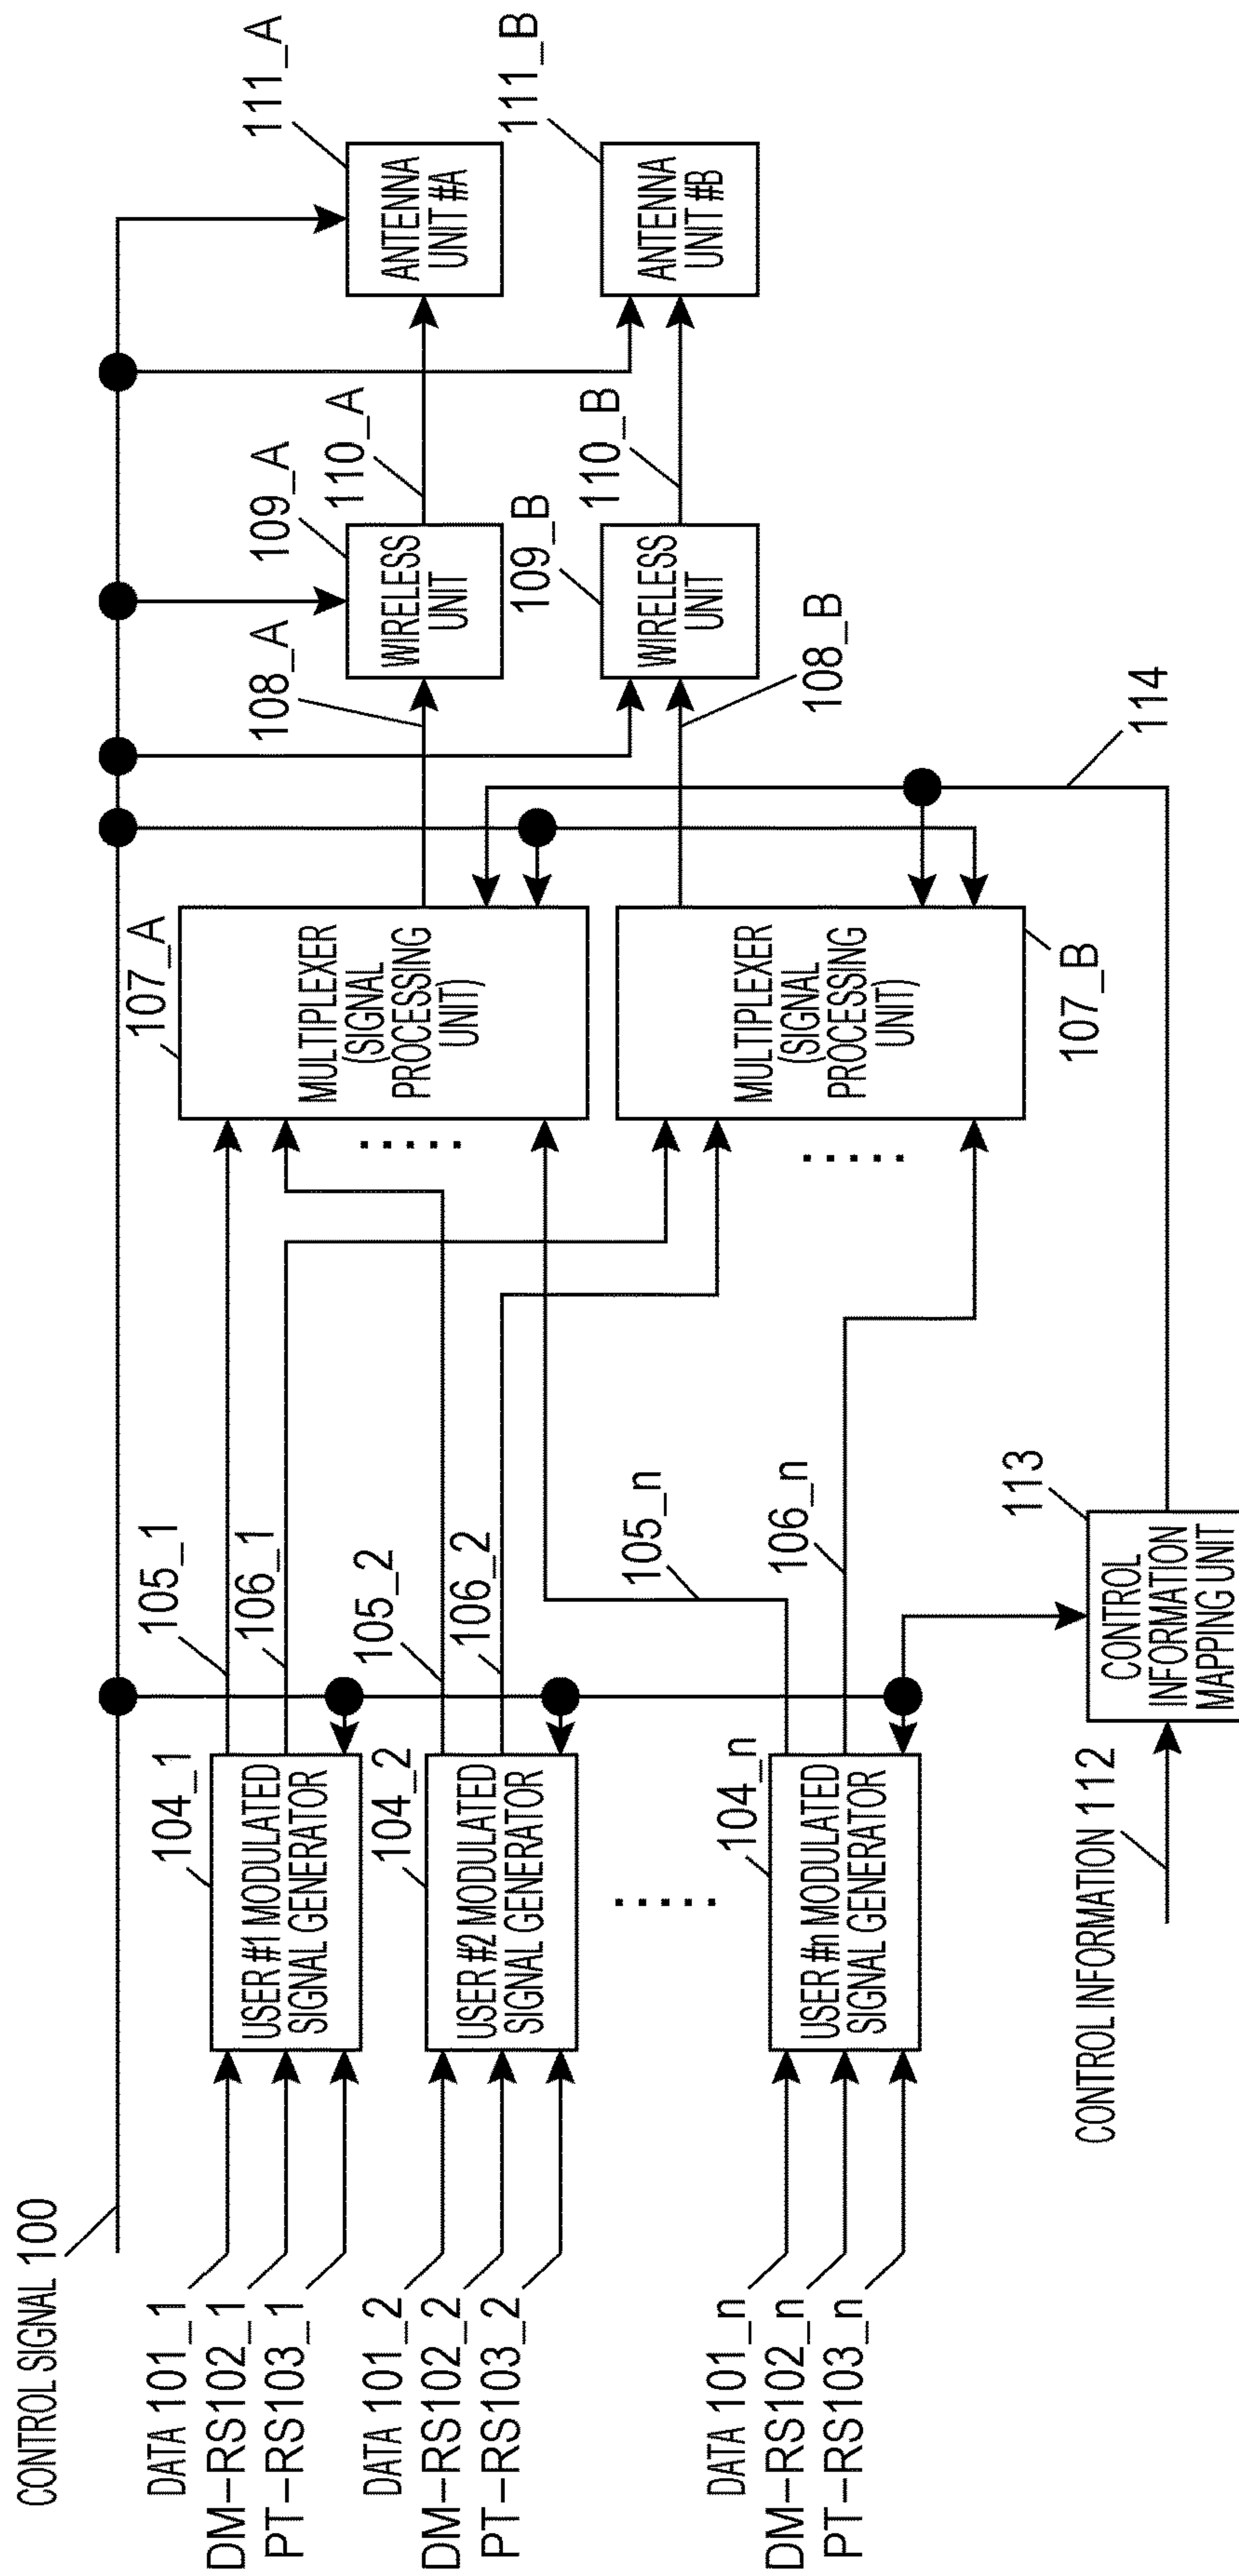 CONTROL SIGNAL 100
DATA 101_1
DM-RS102_1
PT-RS103_1
DATA 101_2
DM-RS102_2
PT-RS103_2
DATA 101_n
DM-RS102_n
PT-RS103_n
104_1
USER #1 MODULATED
SIGNAL GENERATOR
104_2
USER #2 MODULATED
SIGNAL GENERATOR
.....
104_n
USER #n MODULATED
SIGNAL GENERATOR
CONTROL INFORMATION 112
105_1
106_1
105_2
106_2
105_n
106_n
113
CONTROL
INFORMATION
MAPPING UNIT
107_A
MULTIPLEXER
(SIGNAL
PROCESSING
UNIT)
.....
MULTIPLEXER
(SIGNAL
PROCESSING
UNIT)
.....
107_B
114
108_A
108_B
109_A
WIRELESS
UNIT
109_B
WIRELESS
UNIT
110_A
110_B
111_A
ANTENNA
UNIT #A
111_B
ANTENNA
UNIT #B